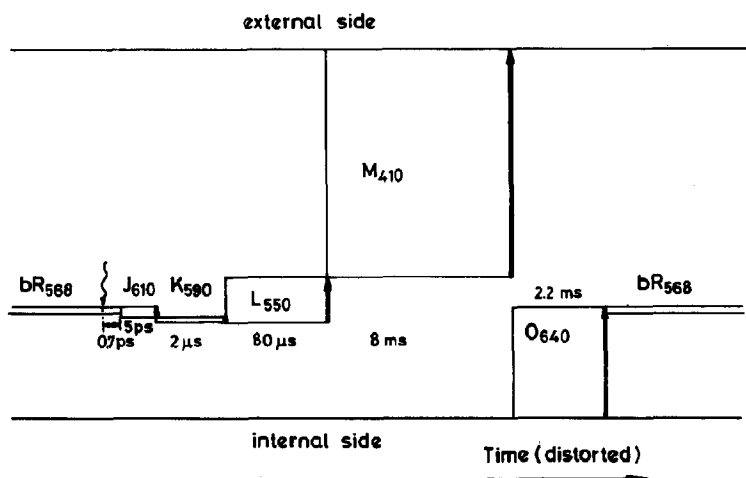 external side
M410
bR568
J610
K590
L550
2.2 ms
bR568
O640
0.7ps
5ps
2 μs
80 μs
8 ms
internal side
Time (distorted)